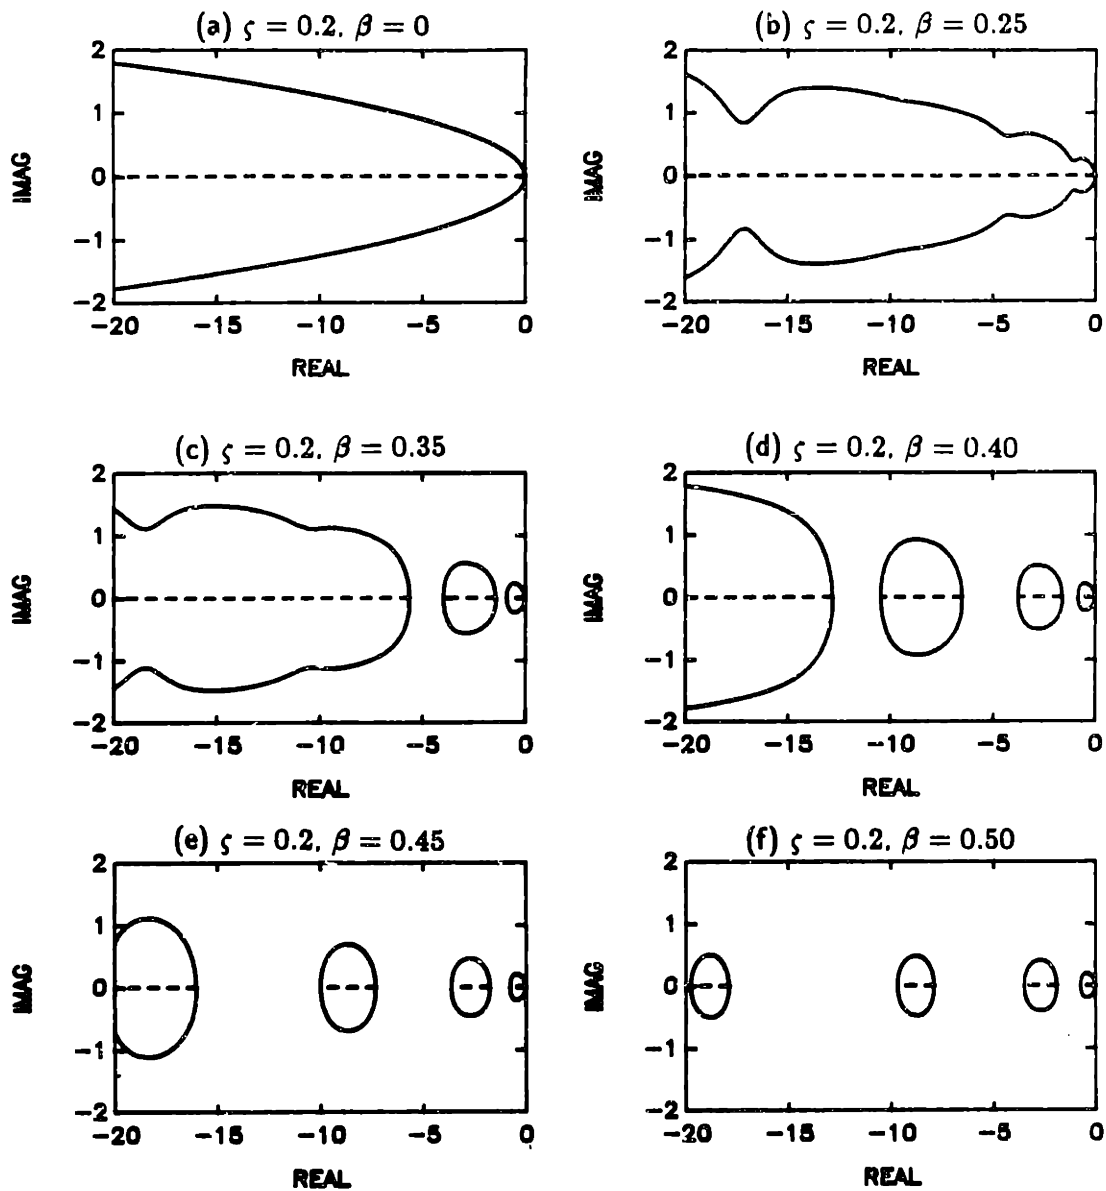 (a) ς = 0.2, β = 0
(b) ς = 0.2, β = 0.25
2
1
0
-1
-2
IMAG
-20 -15 -10 -5 0
REAL
2
1
0
-1
-2
IMAG
-20 -15 -10 -5 0
REAL
(c) ς = 0.2, β = 0.35
(d) ς = 0.2, β = 0.40
2
1
0
-1
-2
IMAG
-20 -15 -10 -5 0
REAL
2
1
0
-1
-2
IMAG
-20 -15 -10 -5 0
REAL
(e) ς = 0.2, β = 0.45
(f) ς = 0.2, β = 0.50
2
1
0
-1
-2
IMAG
-20 -15 -10 -5 0
REAL
2
1
0
-1
-2
IMAG
-20 -15 -10 -5 0
REAL